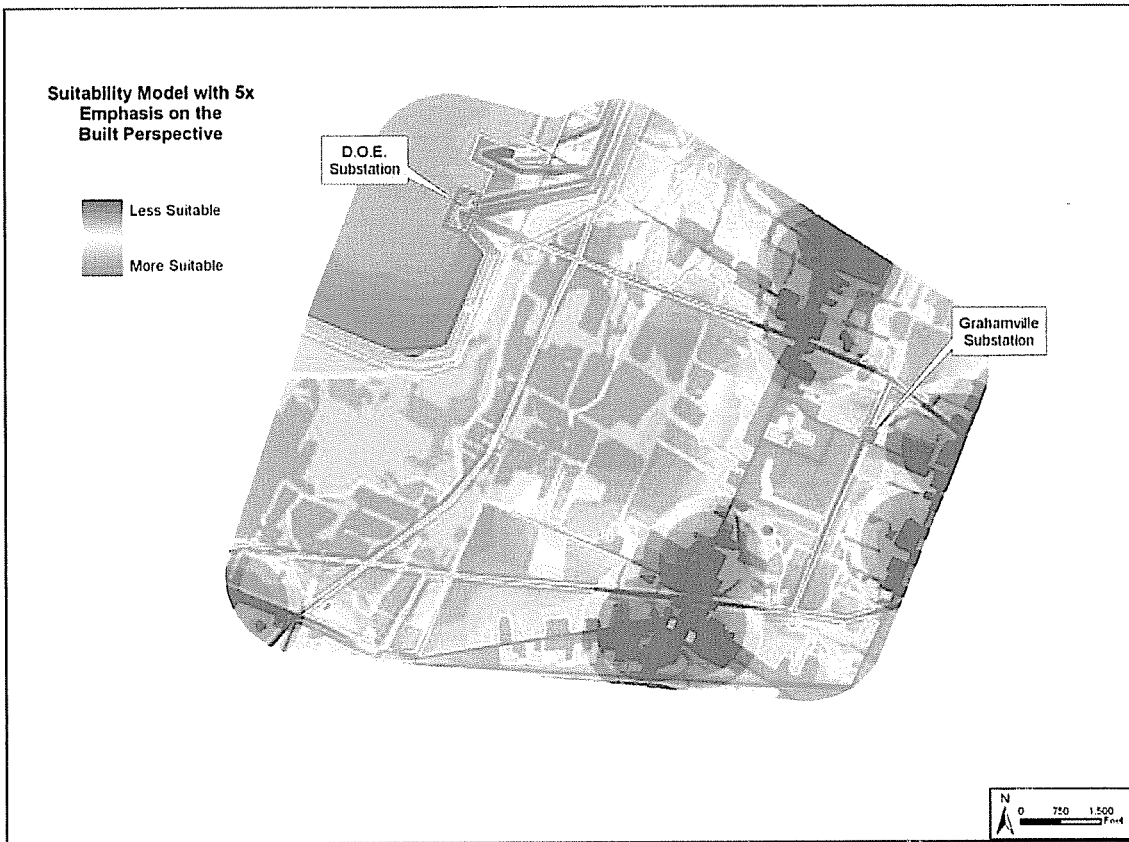 Suitability Model with 5x
Emphasis on the
Built Perspective
Less Suitable
More Suitable
D.O.E.
Substation
Grahamville
Substation
N
0 750 1,500
Feet